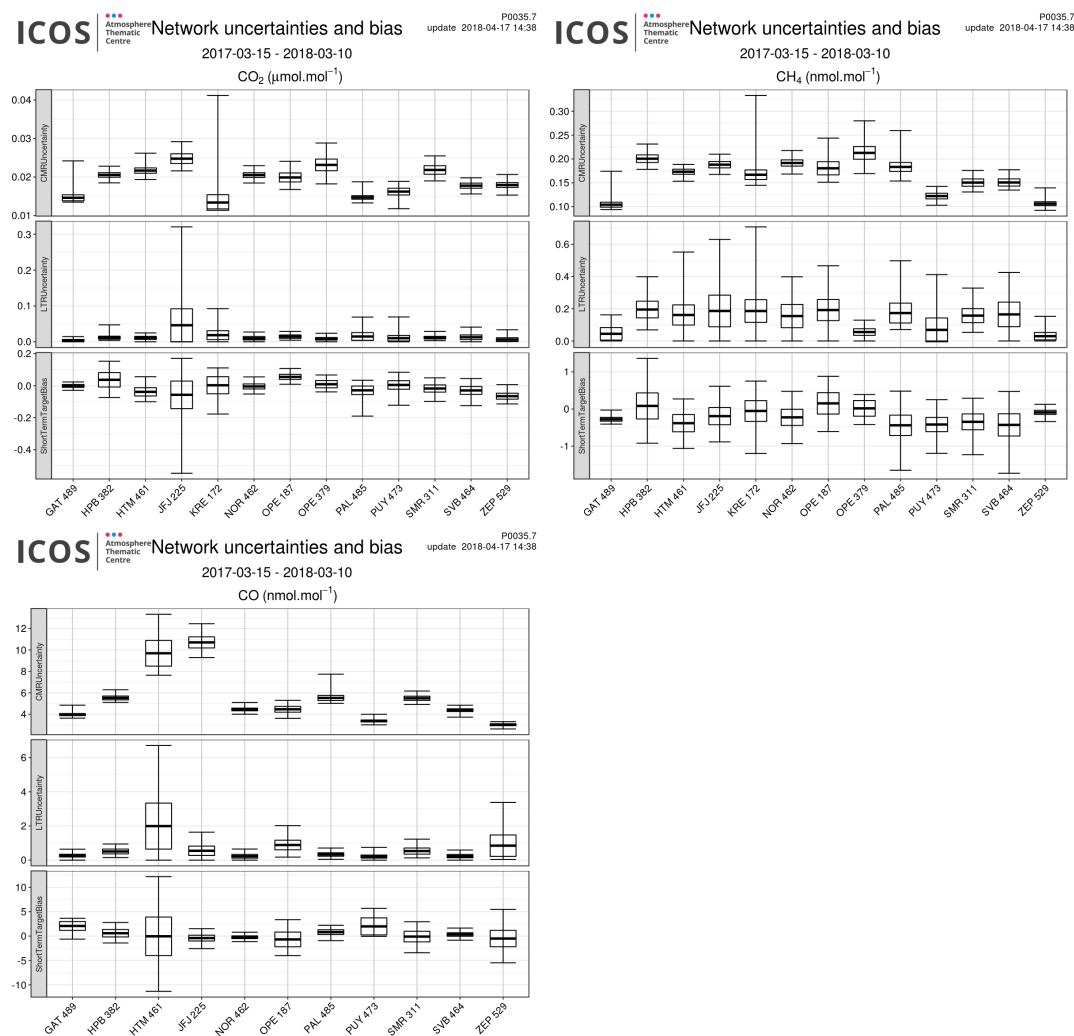 ICOS
Atmosphere
Thematic
Centre
Network uncertainties and bias
P0035.7
update 2018-04-17 14:38
2017-03-15 - 2018-03-10
CO₂ (μmol.mol⁻¹)
CMRUncertainty
0.04
0.03
0.02
0.01
LTRUncertainty
0.3
0.2
0.1
0.0
ShortTermTargetBias
0.2
0.0
-0.2
-0.4
GAT 489
HPB 382
HTM 461
JFJ 225
KRE 172
NOR 462
OPE 187
OPE 379
PAL 485
PUY 473
SMR 311
SVB 464
ZEP 529
ICOS
Atmosphere
Thematic
Centre
Network uncertainties and bias
P0035.7
update 2018-04-17 14:38
2017-03-15 - 2018-03-10
CH₄ (nmol.mol⁻¹)
CMRUncertainty
0.30
0.25
0.20
0.15
0.10
LTRUncertainty
0.6
0.4
0.2
0.0
ShortTermTargetBias
1
0
-1
GAT 489
HPB 382
HTM 461
JFJ 225
KRE 172
NOR 462
OPE 187
OPE 379
PAL 485
PUY 473
SMR 311
SVB 464
ZEP 529
ICOS
Atmosphere
Thematic
Centre
Network uncertainties and bias
P0035.7
update 2018-04-17 14:38
2017-03-15 - 2018-03-10
CO (nmol.mol⁻¹)
CMRUncertainty
12
10
8
6
4
LTRUncertainty
6
4
2
0
ShortTermTargetBias
10
5
0
-5
-10
GAT 489
HPB 382
HTM 461
JFJ 225
NOR 462
OPE 187
PAL 485
PUY 473
SMR 311
SVB 464
ZEP 529